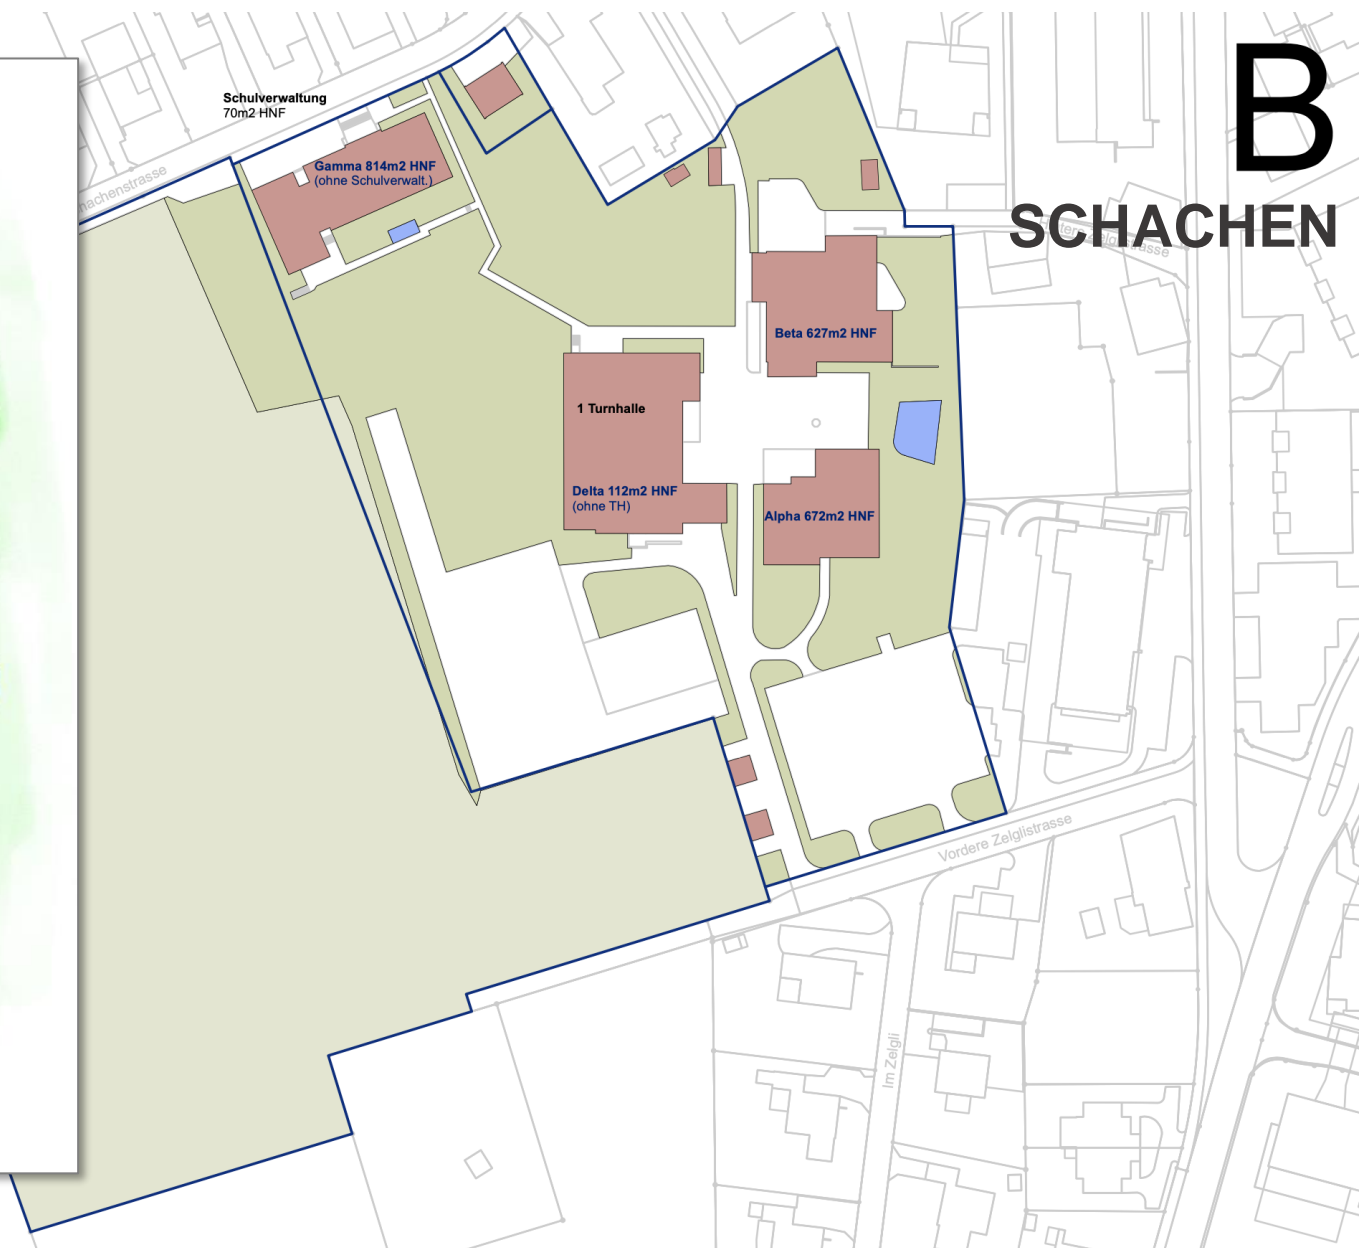 B
SCHACHEN
Schulverwaltung
70m2 HNF
Gamma 814m2 HNF
(ohne Schulverwalt.)
achenstrasse
Beta 627m2 HNF
1 Turnhalle
Delta 112m2 HNF
(ohne TH)
Alpha 672m2 HNF
Vordere Zelglistrasse
Im Zelgli